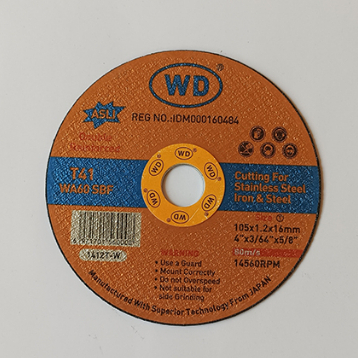 WD
REG NO.:IDM000160484
ASLI
Double
Reinforced
T41
WA60 SBF
Cutting For
Stainless Steel
Iron & Steel
Size
105x1.2x16mm
4"x3/64"x5/8"
80m/s
14560RPM
1412T-W
WARNING
• Use a Guard
• Mount Correctly
• Do not Overspeed
• Not suitable for
side Grinding
Manufactured With Superior Technology From JAPAN
WD
WD
WD
WD